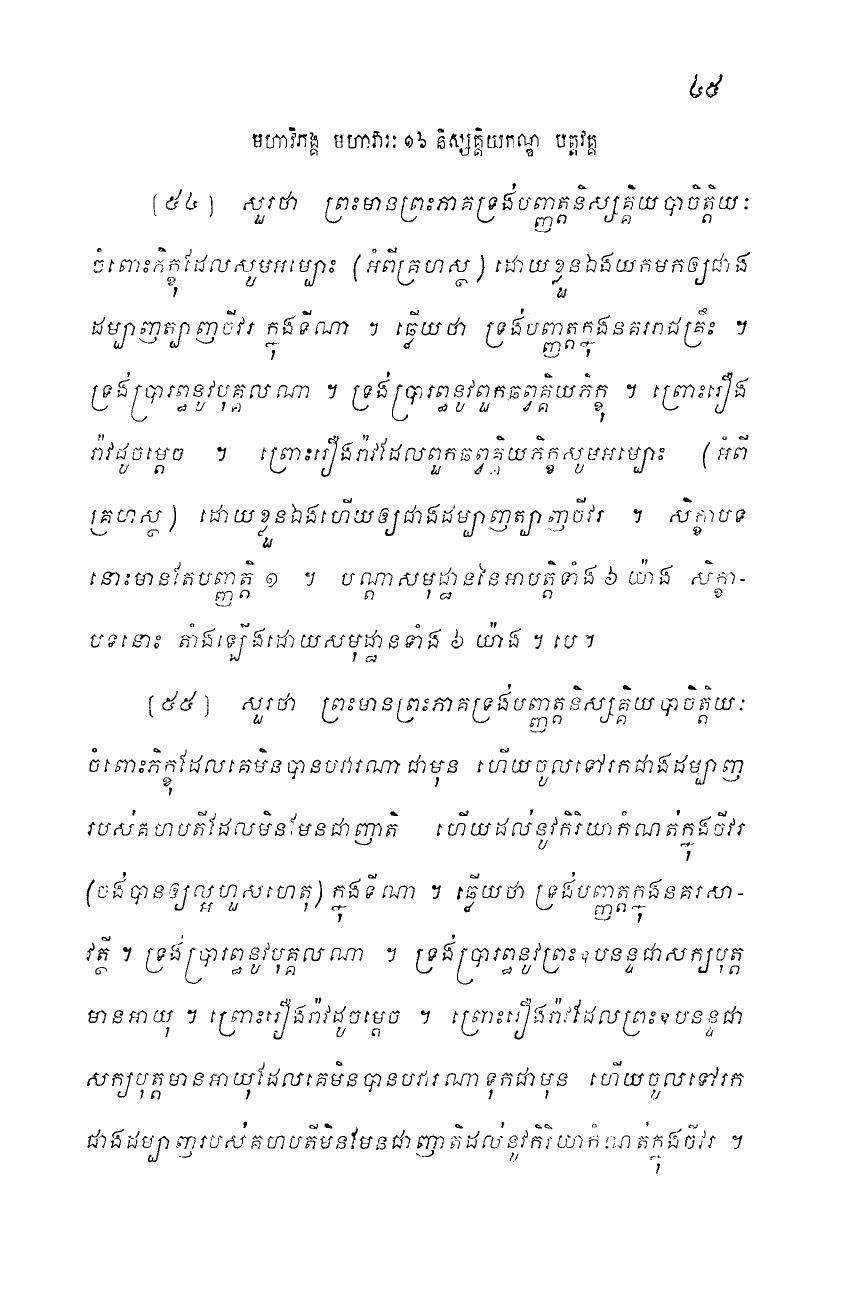 ៤៥
មហាវិភង្គ មហាវារៈ ១៦ និស្សគ្គិយកណ្ឌ បត្តវគ្គ
[៥៤] សួរថា ព្រះមានព្រះភាគទ្រង់បញ្ញត្តនិស្សគ្គិយបាចិត្តិយៈ
ចំពោះភិក្ខុដែលសូមអម្បោះ (អំពីគ្រហស្ថ) ដោយខ្លួនឯងយកមកឲ្យជាង
ដម្បាញត្បាញចីវរ ក្នុងទីណា ។ ឆ្លើយថា ទ្រង់បញ្ញត្តក្នុងនគររាជគ្រឹះ ។
ទ្រង់ប្រារព្ធនូវបុគ្គលណា ។ ទ្រង់ប្រារព្ធនូវពួកឆព្វគ្គិយភិក្ខុ ។ ព្រោះរឿង
រ៉ាវដូចម្តេច ។ ព្រោះរឿងរ៉ាវដែលពួកឆព្វគ្គិយភិក្ខុសូមអម្បោះ (អំពី
គ្រហស្ថ) ដោយខ្លួនឯងហើយឲ្យជាងដម្បាញត្បាញចីវរ ។ សិក្ខាបទ
នោះមានតែបញ្ញត្តិ ១ ។ បណ្តាសមុដ្ឋាននៃអាបត្តិទាំង ៦ យ៉ាង សិក្ខា-
បទនោះ តាំងឡើងដោយសមុដ្ឋានទាំង ៦ យ៉ាង ។ បេ ។
[៥៥] សួរថា ព្រះមានព្រះភាគទ្រង់បញ្ញត្តនិស្សគ្គិយបាចិត្តិយៈ
ចំពោះភិក្ខុដែលគេមិនបានបវារណាជាមុន ហើយចូលទៅរកជាងដម្បាញ
របស់គហបតីដែលមិនមែនជាញាតិ ហើយដល់នូវកិរិយាកំណត់ក្នុងចីវរ
(ចង់បានឲ្យល្អហួសហេតុ) ក្នុងទីណា ។ ឆ្លើយថា ទ្រង់បញ្ញត្តក្នុងនគរសា-
វត្ថី ។ ទ្រង់ប្រារព្ធនូវបុគ្គលណា ។ ទ្រង់ប្រារព្ធនូវព្រះឧបនន្ទជាសក្យបុត្ត
មានអាយុ ។ ព្រោះរឿងរ៉ាវដូចម្តេច ។ ព្រោះរឿងរ៉ាវដែលព្រះឧបនន្ទជា
សក្យបុត្តមានអាយុដែលគេមិនបានបវារណាទុកជាមុន ហើយចូលទៅរក
ជាងដម្បាញរបស់គហបតីមិនមែនជាញាតិដល់នូវកិរិយាកំណត់ក្នុងចីវរ ។